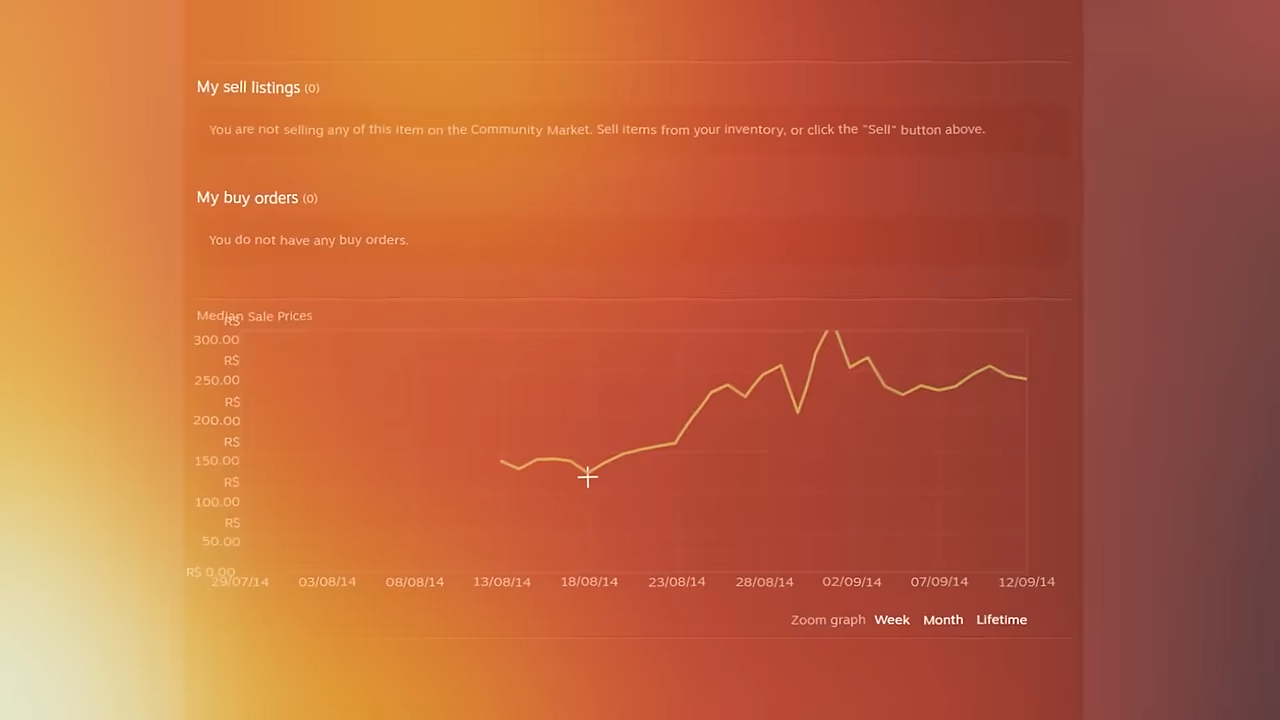 My sell listings (0)
You are not selling any of this item on the Community Market. Sell items from your inventory, or click the "Sell" button above.
My buy orders (0)
You do not have any buy orders.
Median Sale Prices
R$
300.00
R$
250.00
R$
200.00
R$
150.00
R$
100.00
R$
50.00
R$ 0.00
29/07/14 03/08/14 08/08/14 13/08/14 18/08/14 23/08/14 28/08/14 02/09/14 07/09/14 12/09/14
Zoom graph Week Month Lifetime